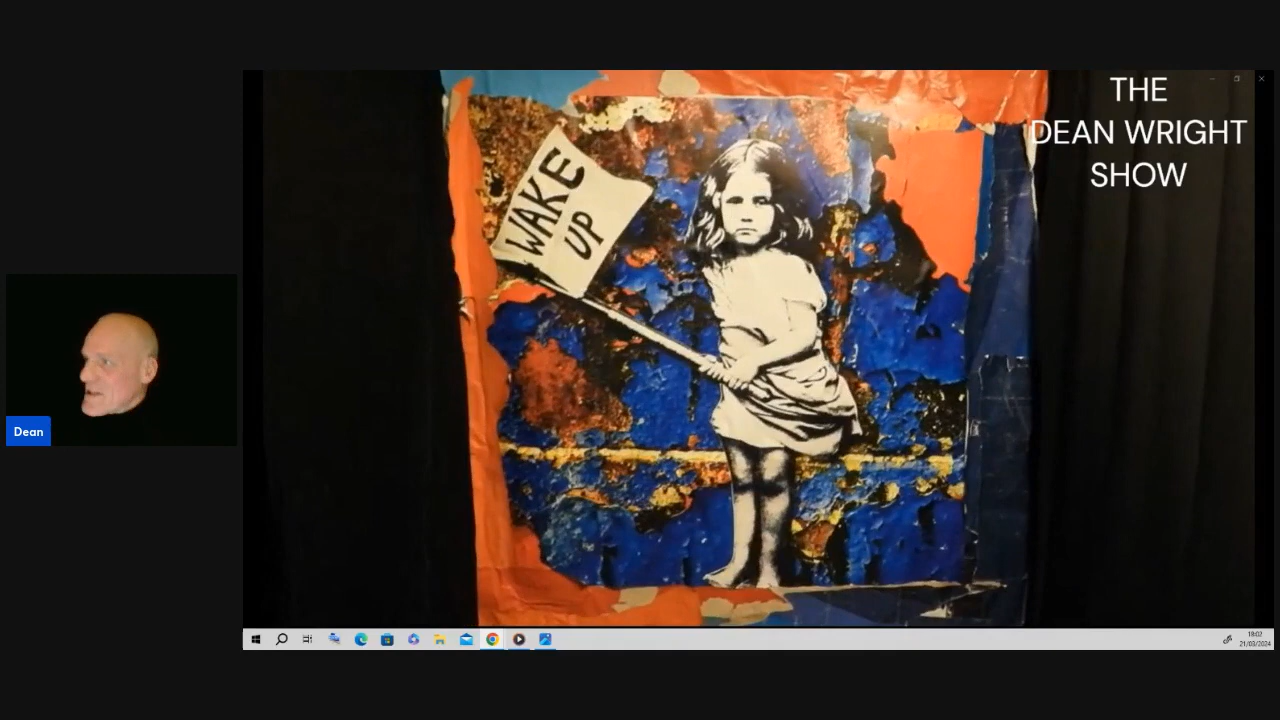 THE
DEAN WRIGHT
SHOW
WAKE
UP
Dean
18:02
21/03/2024